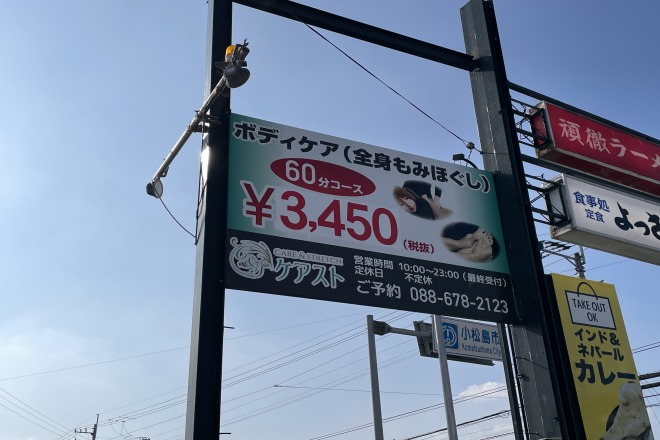 ボディケア(全身もみほぐし)
60分コース
¥3,450
(税抜)
CARE & STRETCH
ケアスト
営業時間 10:00～23:00(最終受付)
定休日 不定休
ご予約 088-678-2123
頑徹ラーメ
食事処
定食
よっ
小松島市
Komatsushima City
TAKE OUT
OK
インド&
ネパール
カレー